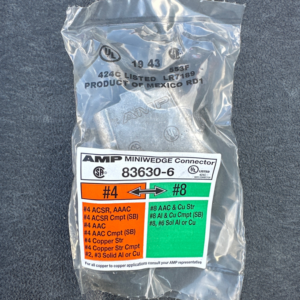 19 43
424C LISTED LR7189
PRODUCT OF MEXICO RD1
AMP MINIWEDGE Connector
83630-6
#4 #8
#4 ACSR, AAAC
#4 ACSR Cmpt (SB)
#4 AAC
#4 AAC Cmpt (SB)
#4 Copper Str
#4 Copper Str Cmpt
#2, #3 Solid Al or Cu
#8 AAC & Cu Str
#8 Al & Cu Cmpt (SB)
#8, #6 Sol Al or Cu
For all copper to copper applications consult your AMP representative.